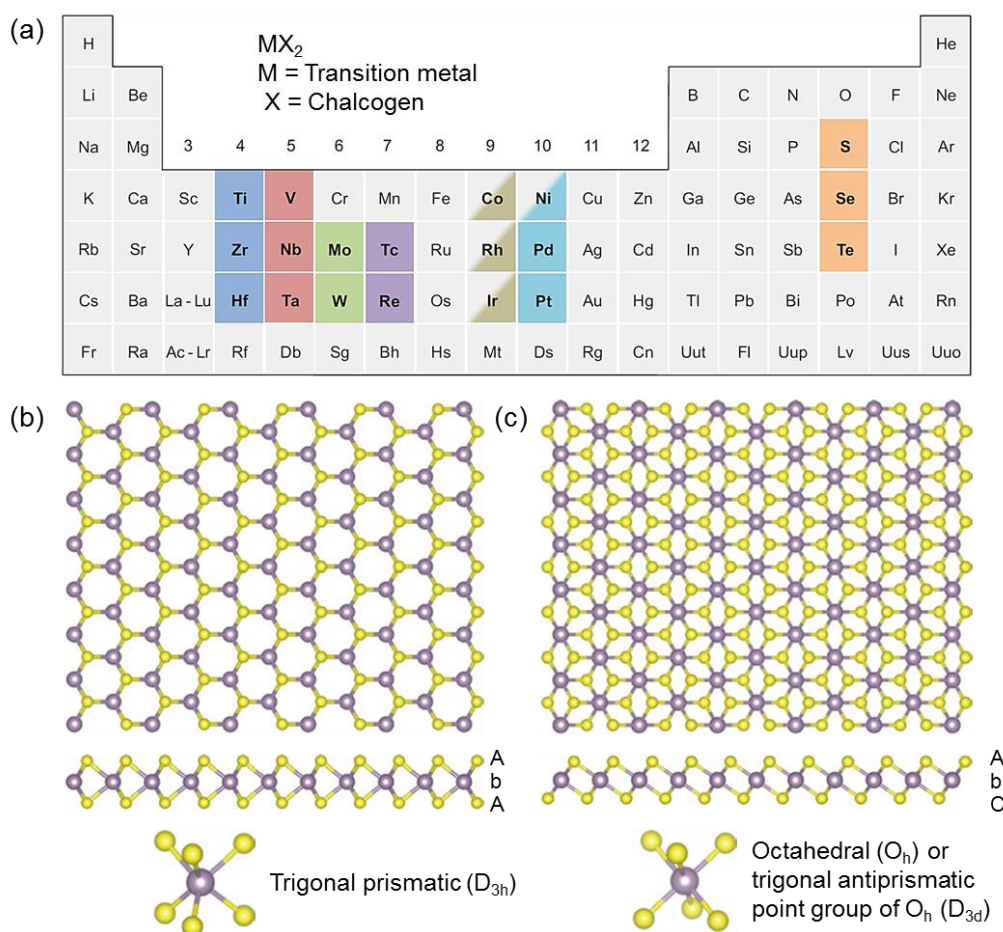 (a)
MX₂
M = Transition metal
X = Chalcogen
H He
Li Be B C N O F Ne
Na Mg 3 4 5 6 7 8 9 10 11 12 Al Si P S Cl Ar
K Ca Sc Ti V Cr Mn Fe Co Ni Cu Zn Ga Ge As Se Br Kr
Rb Sr Y Zr Nb Mo Tc Ru Rh Pd Ag Cd In Sn Sb Te I Xe
Cs Ba La - Lu Hf Ta W Re Os Ir Pt Au Hg Tl Pb Bi Po At Rn
Fr Ra Ac - Lr Rf Db Sg Bh Hs Mt Ds Rg Cn Uut Fl Uup Lv Uus Uuo
(b)
A
b
A
Trigonal prismatic (D₃ₕ)
(c)
A
b
C
Octahedral (Oₕ) or
trigonal antiprismatic
point group of Oₕ (D₃d)